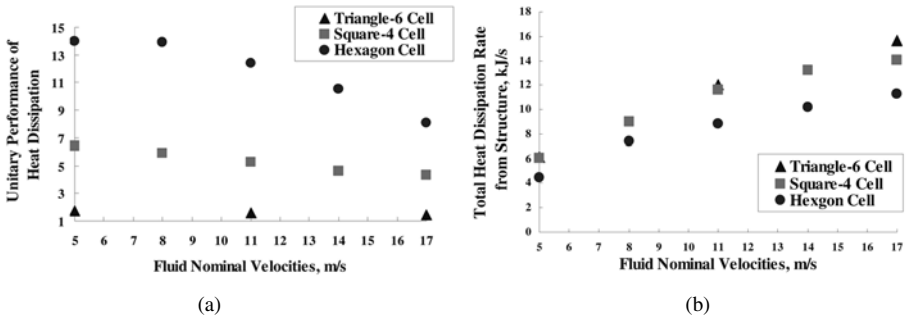 Unitary Performance of
Heat Dissipation
15
13
11
9
7
5
3
1
Triangle-6 Cell
Square-4 Cell
Hexagon Cell
5 6 7 8 9 10 11 12 13 14 15 16 17
Fluid Nominal Velocities, m/s
(a)
Total Heat Dissipation Rate
from Structure, kJ/s
18
16
14
12
10
8
6
4
2
0
Triangle-6 Cell
Square-4 Cell
Hexgon Cell
5 6 7 8 9 10 11 12 13 14 15 16 17
Fluid Nominal Velocities, m/s
(b)